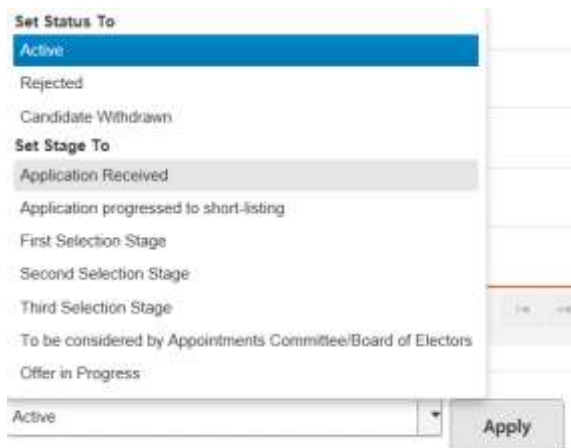 Set Status To
Active
Rejected
Candidate Withdrawn
Set Stage To
Application Received
Application progressed to short-listing
First Selection Stage
Second Selection Stage
Third Selection Stage
To be considered by Appointments Committee/Board of Electors
Offer in Progress
Active
Apply